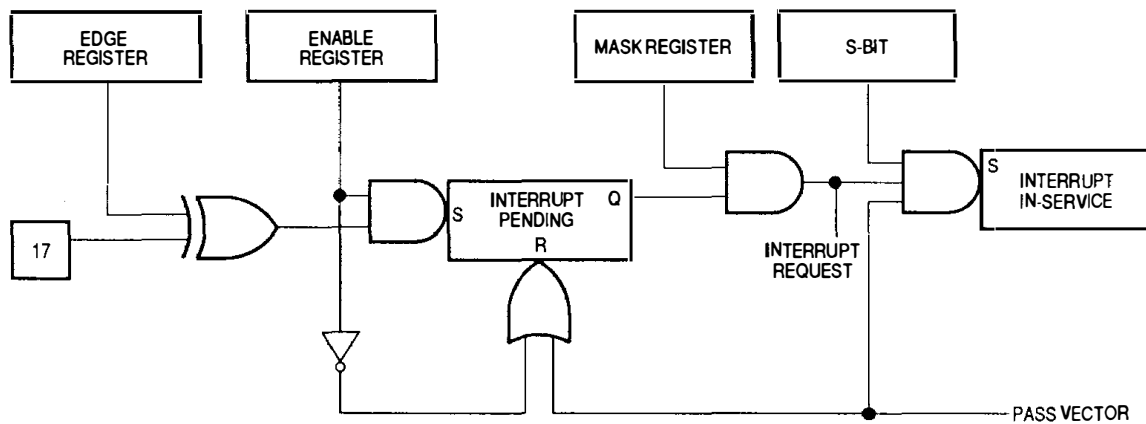 EDGE
REGISTER
ENABLE
REGISTER
MASK REGISTER
S-BIT
17
S
INTERRUPT
PENDING
Q
R
INTERRUPT
REQUEST
S
INTERRUPT
IN-SERVICE
PASS VECTOR